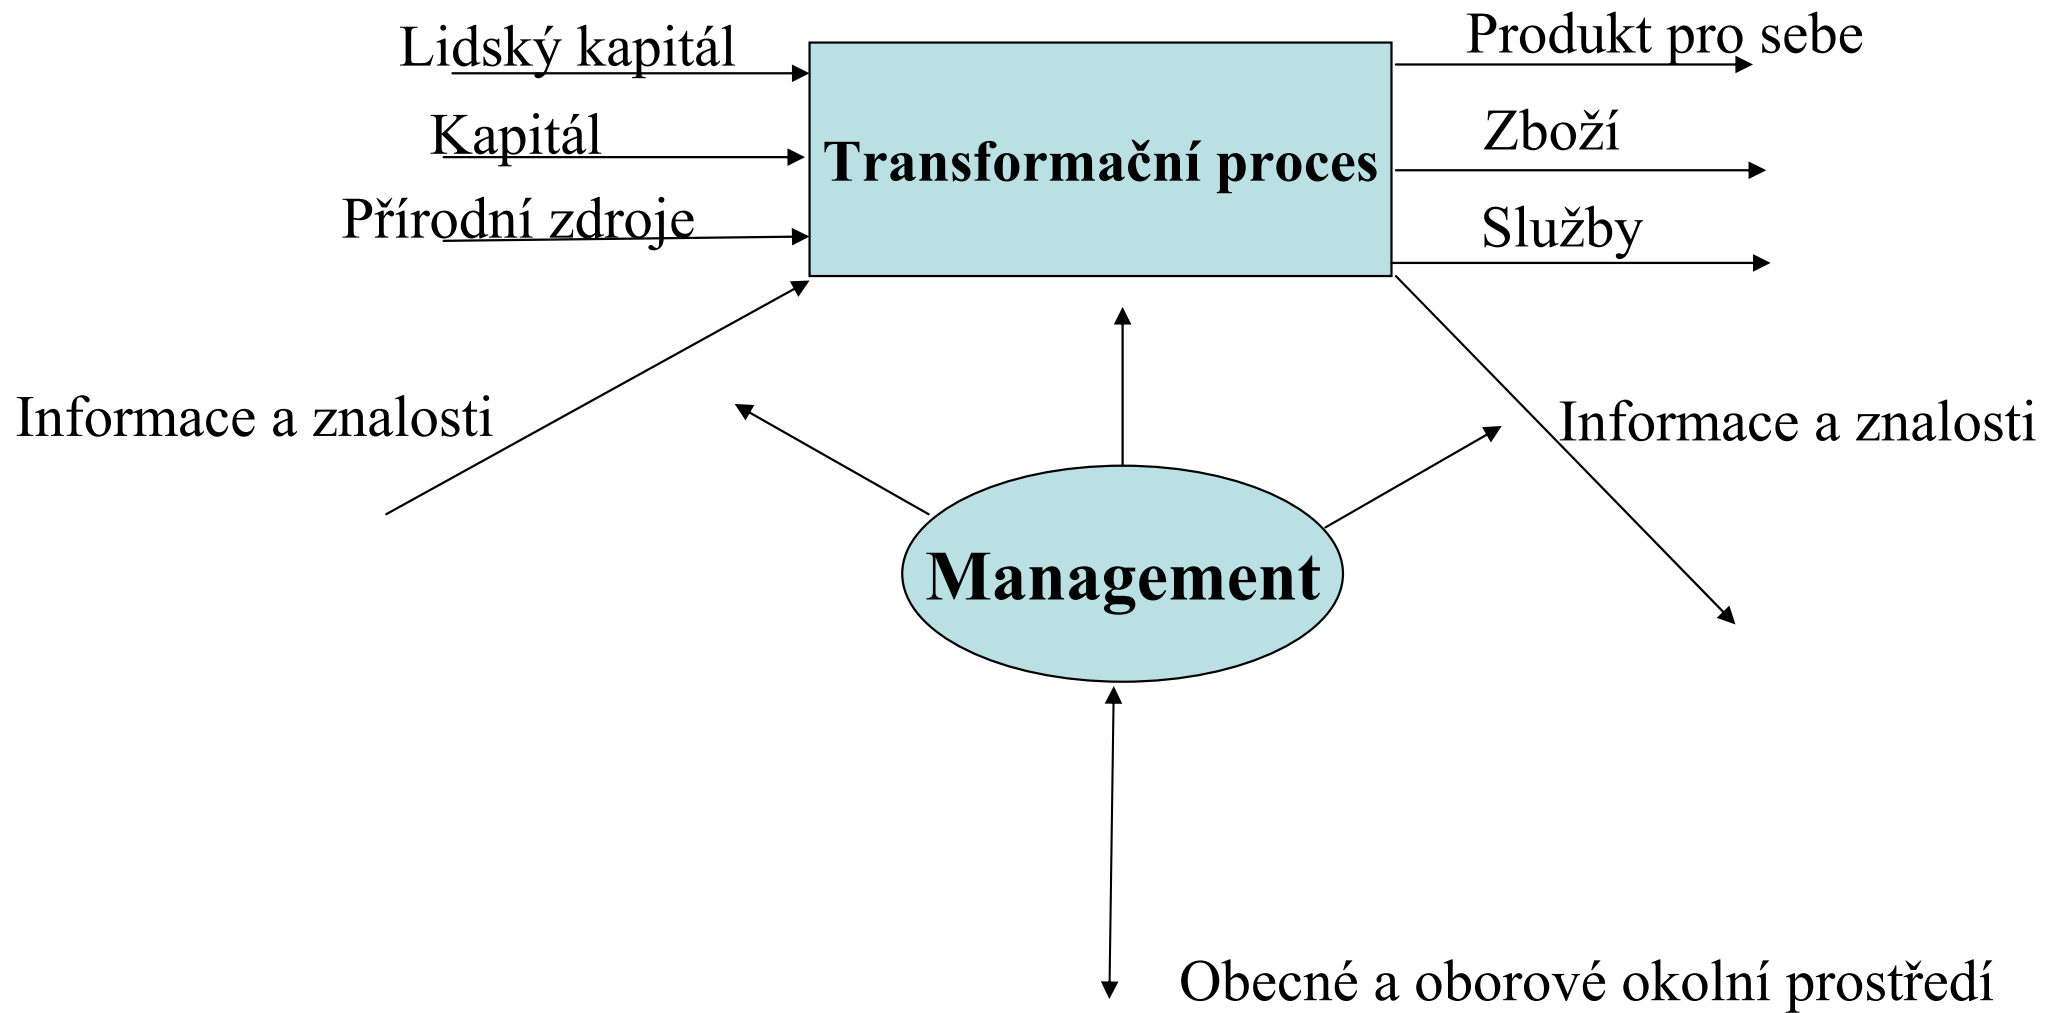 Lidský kapitál
Produkt pro sebe
Kapitál
Zboží
Transformační proces
Přírodní zdroje
Služby
Informace a znalosti
Informace a znalosti
Management
Obecné a oborové okolní prostředí